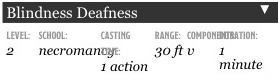 Blindness Deafness
LEVEL: SCHOOL: CASTING TIME: RANGE: COMPONENTS: DURATION:
2 necromancy 1 action 30 ft v 1 minute